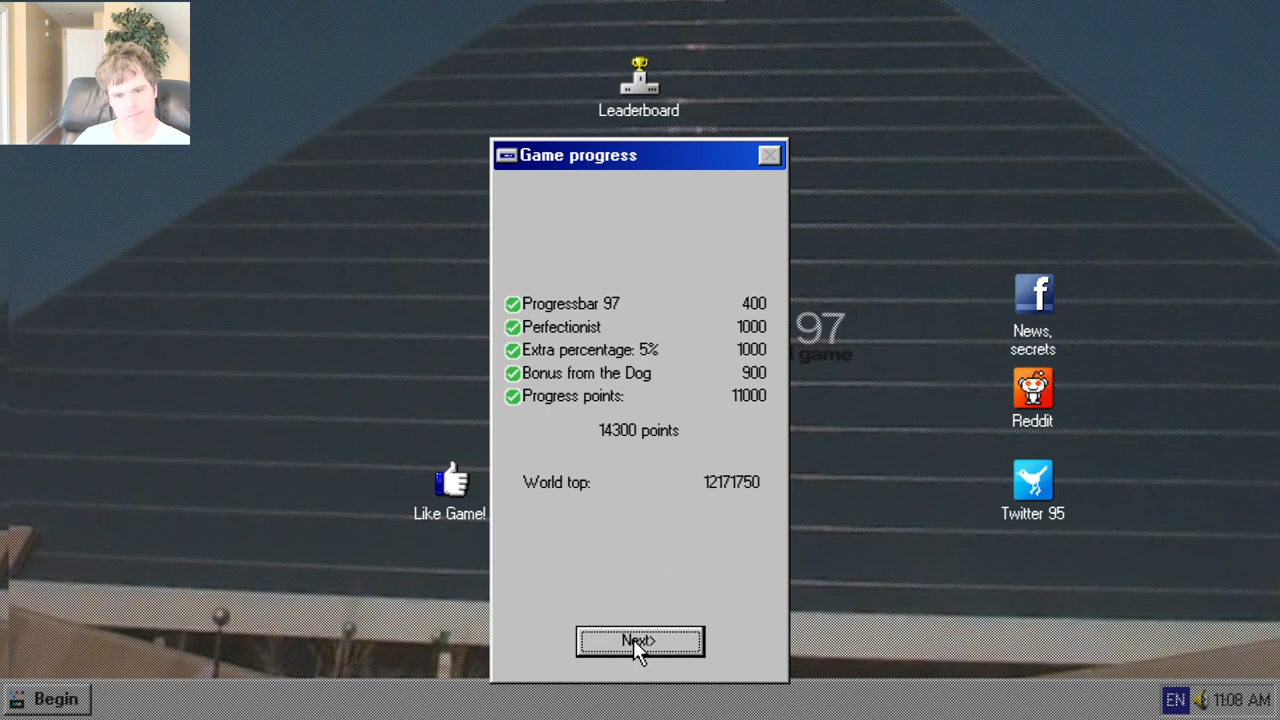 Leaderboard
Game progress
Progressbar 97 400
Perfectionist 1000
Extra percentage: 5% 1000
Bonus from the Dog 900
Progress points: 11000
14300 points
World top: 12171750
Next>
97
game
Like Game!
News,
secrets
Reddit
Twitter 95
Begin
EN 11:08 AM